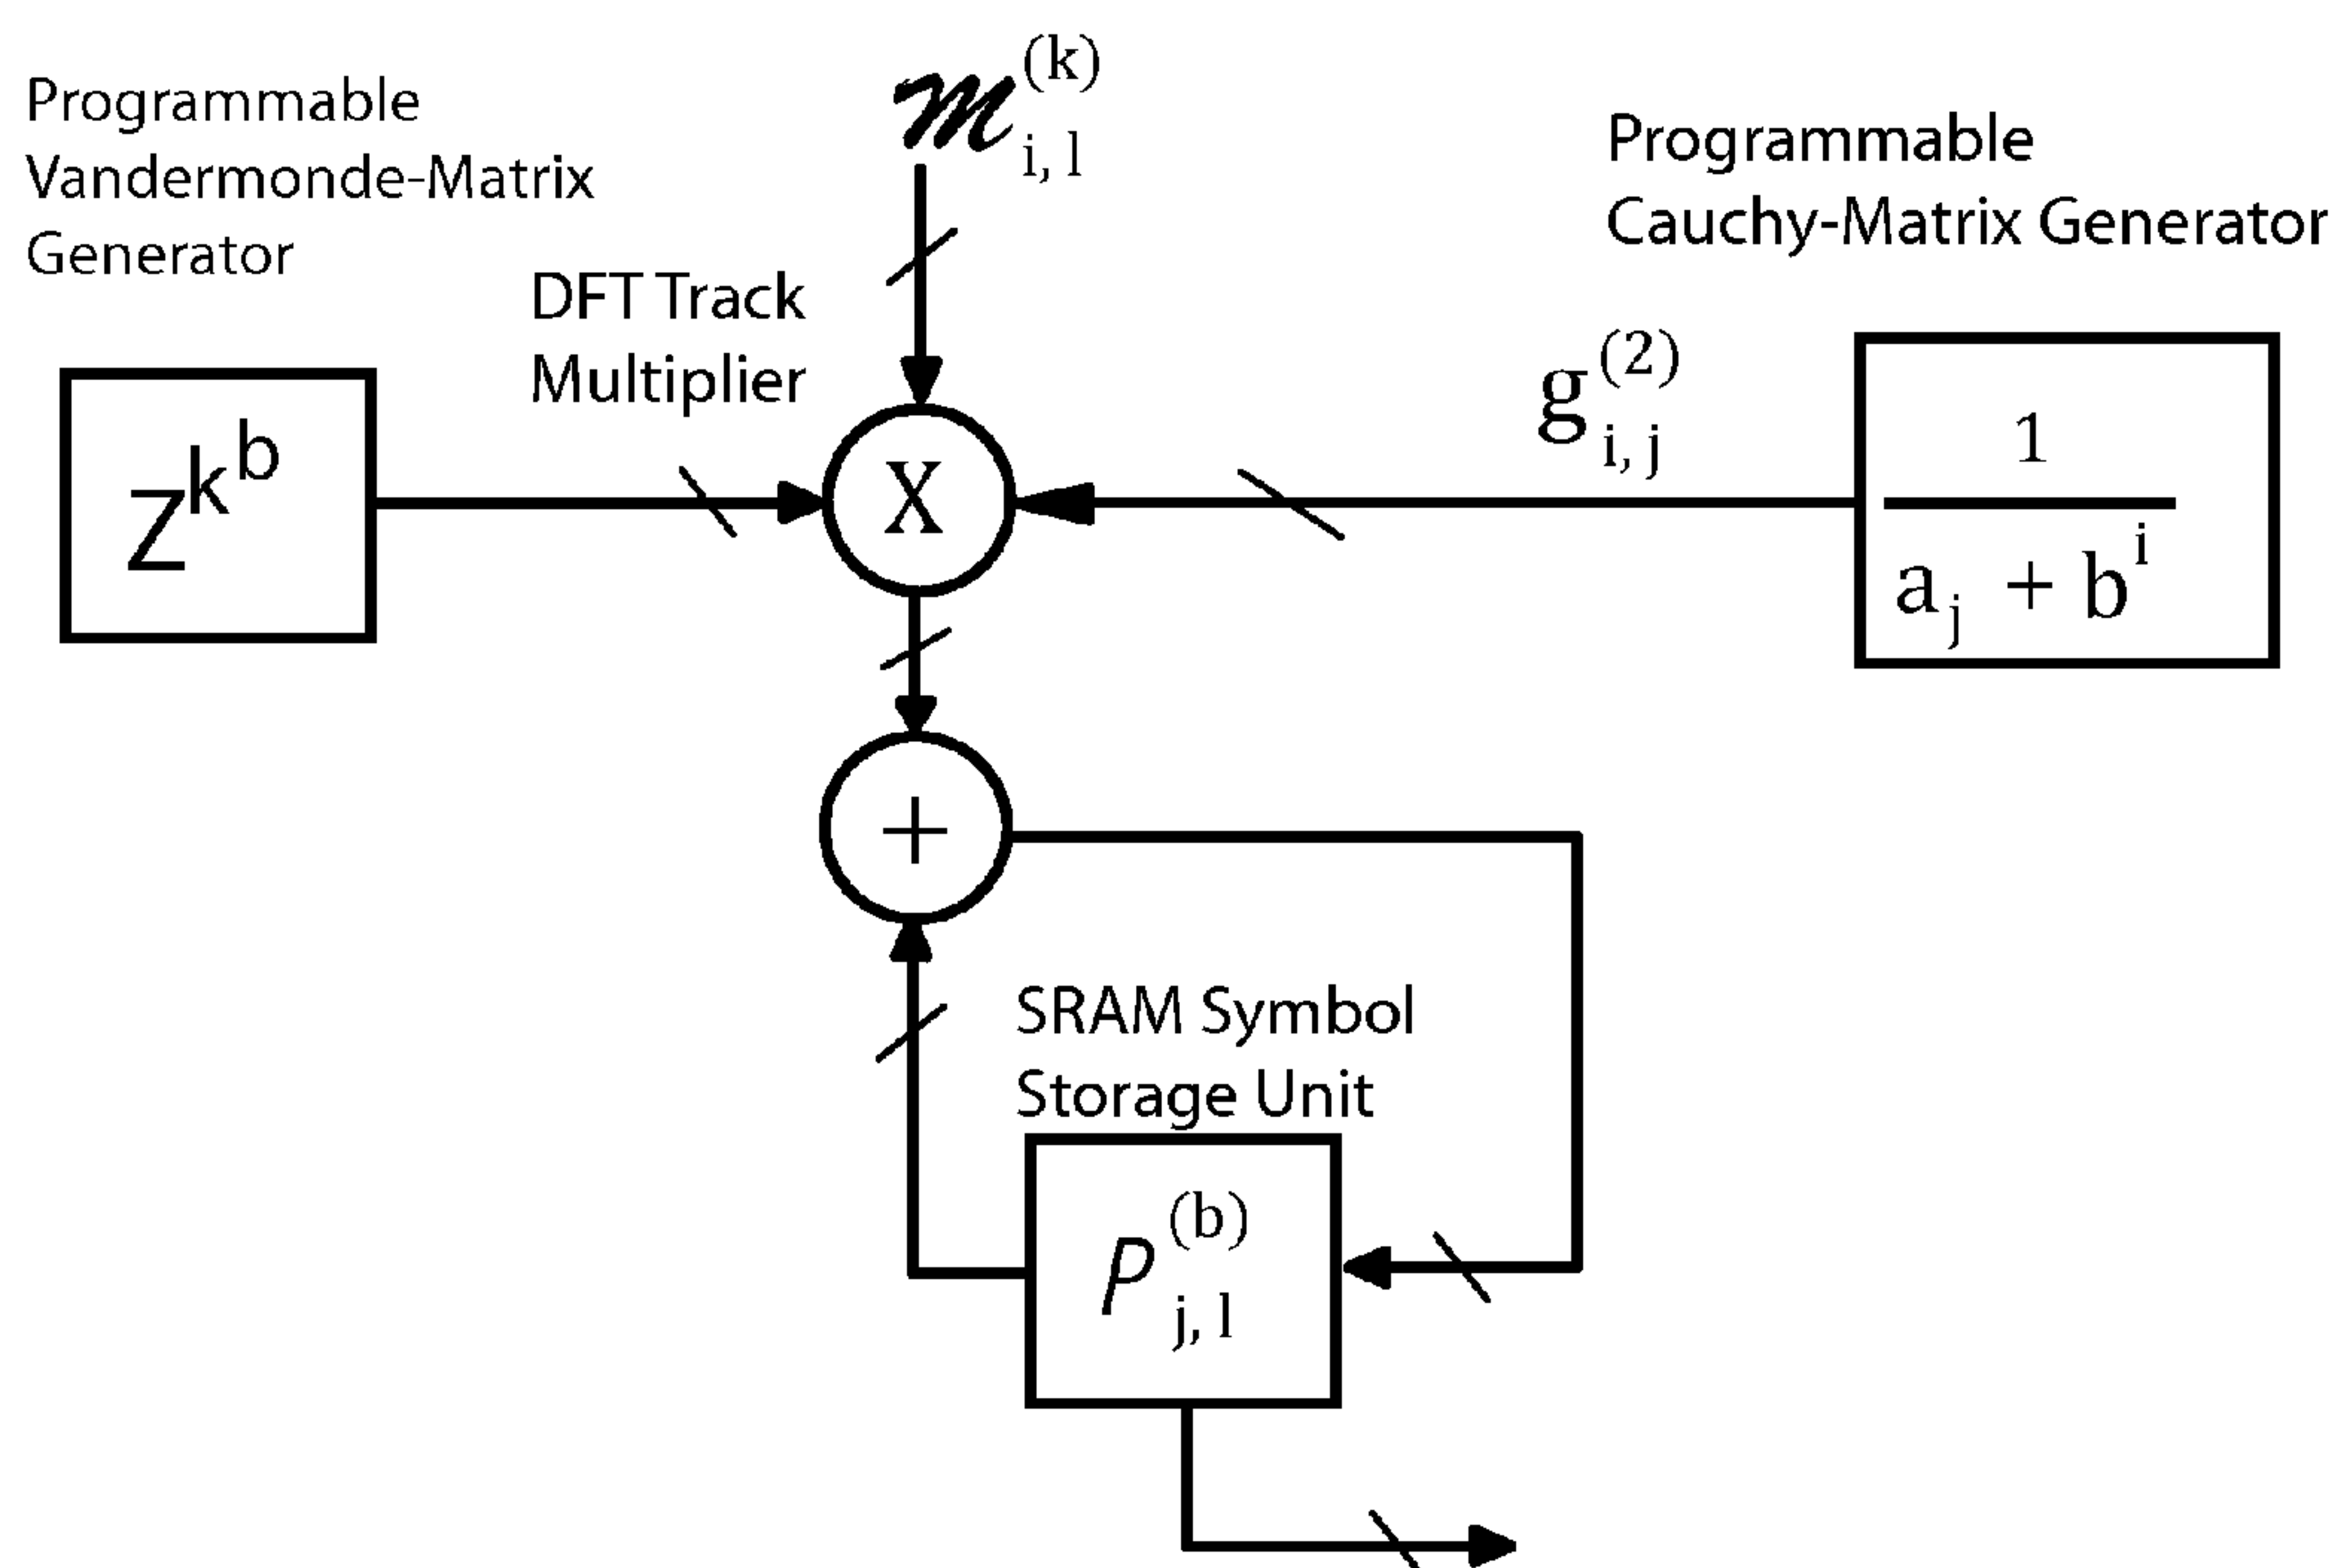 Programmable
Vandermonde-Matrix
Generator
DFT Track
Multiplier
𝓂 (k) i, l
Programmable
Cauchy-Matrix Generator
z^k^b
X
g (2) i, j
1
a_j + b^i
+
SRAM Symbol
Storage Unit
P (b) j, l